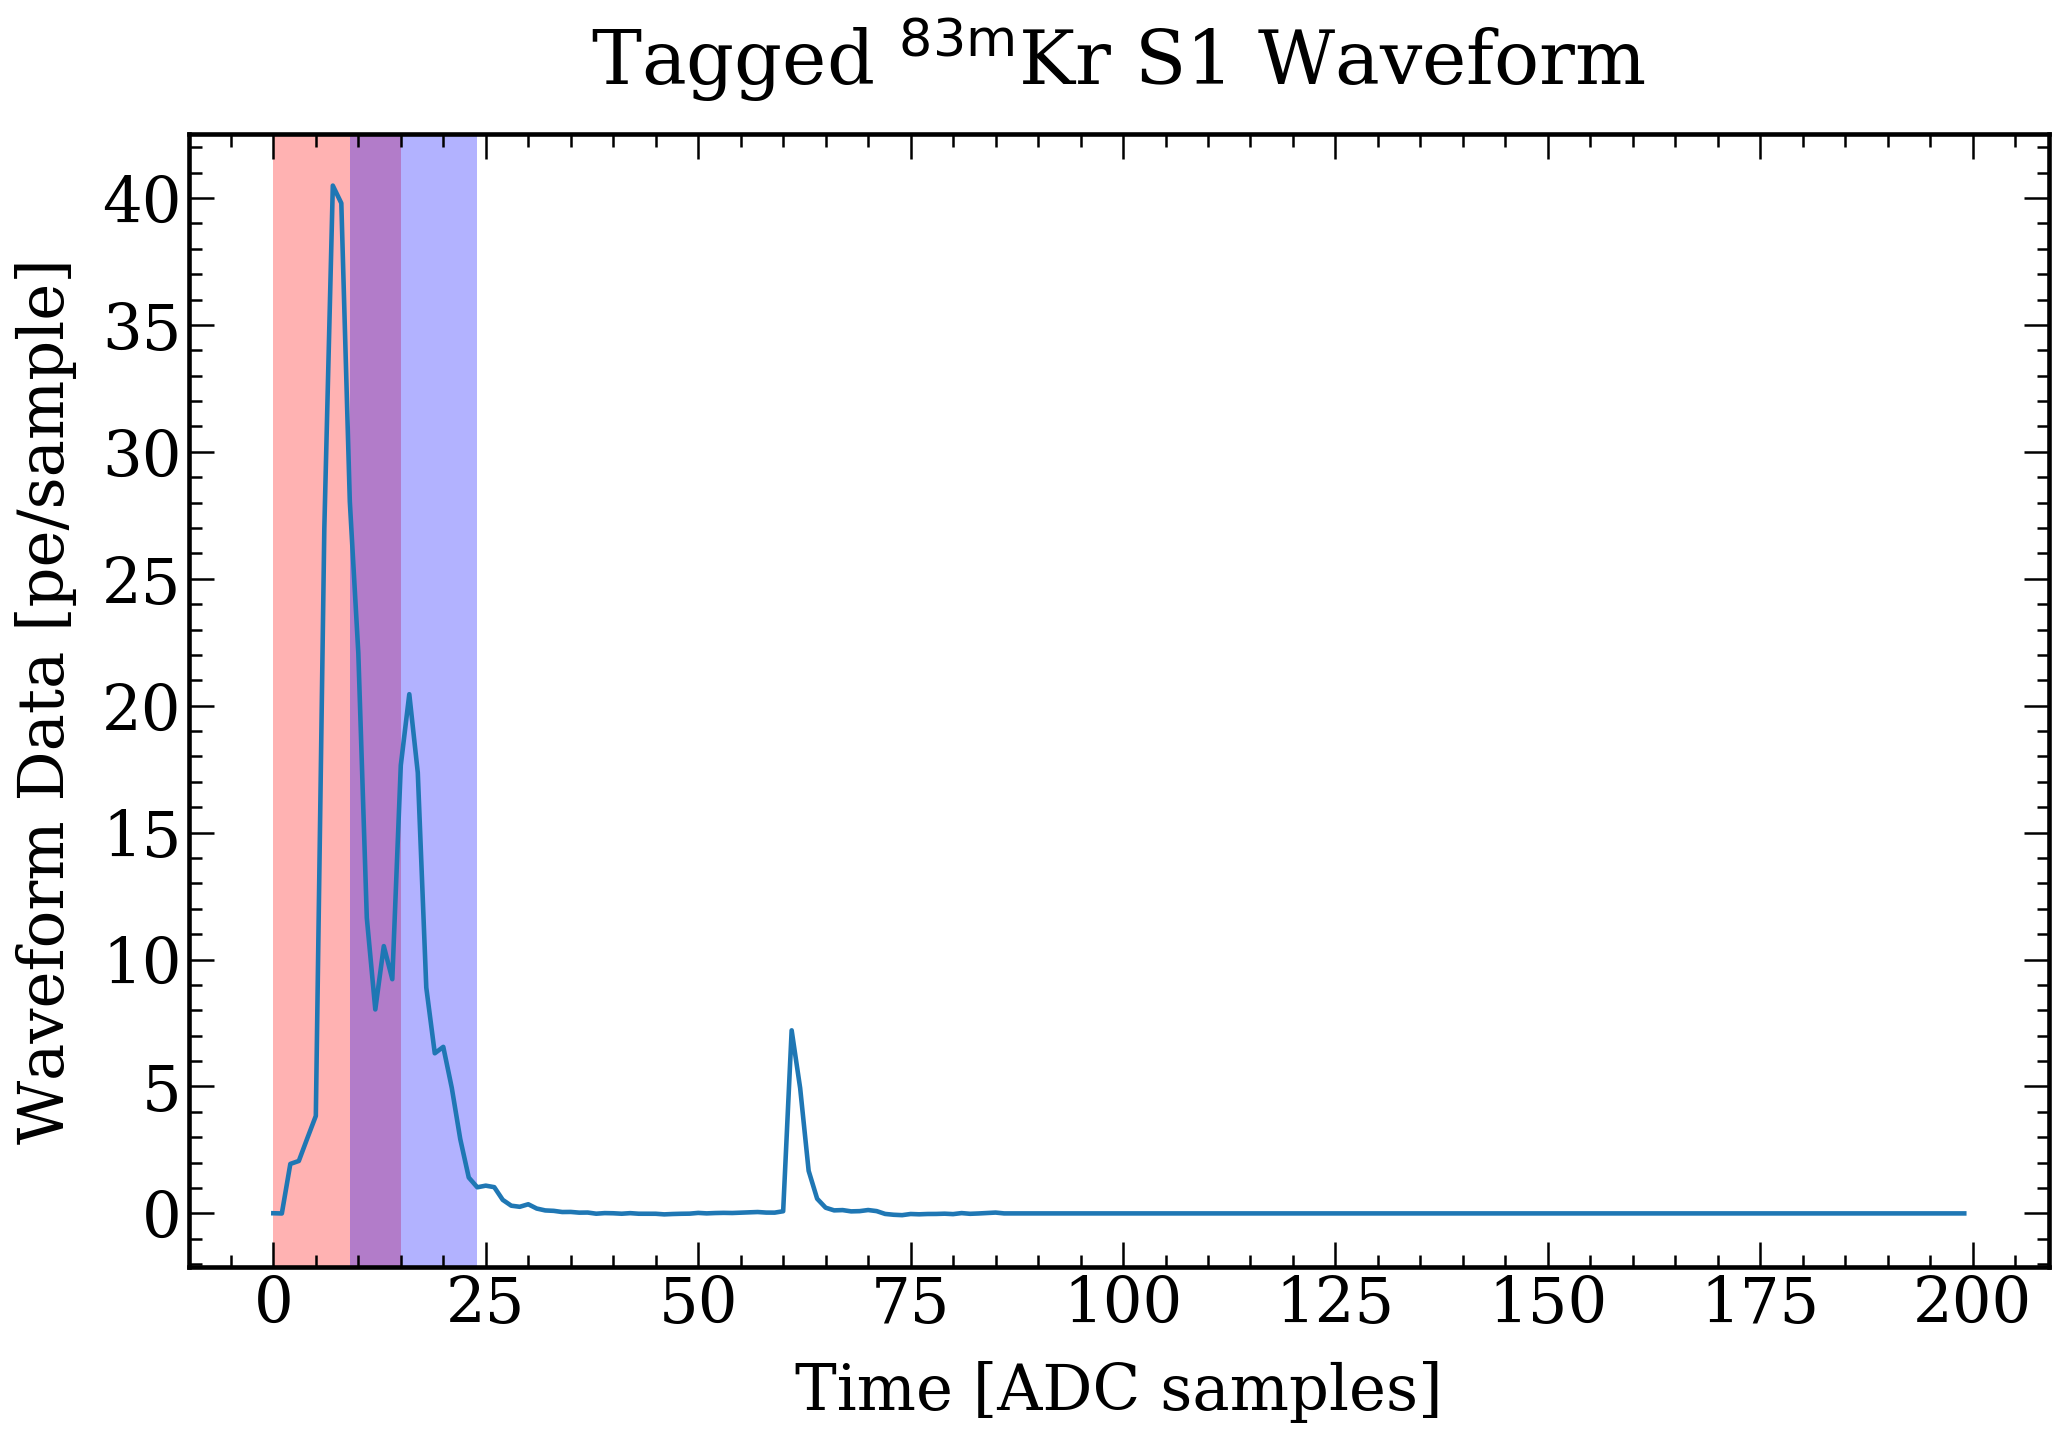 Tagged ⁸³ᵐKr S1 Waveform
Waveform Data [pe/sample]
40
35
30
25
20
15
10
5
0
0 25 50 75 100 125 150 175 200
Time [ADC samples]